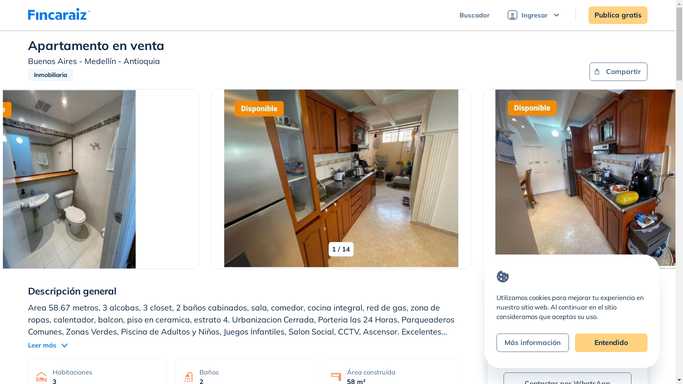 Fincaraiz
Buscador
Ingresar
Publica gratis
Apartamento en venta
Buenos Aires - Medellín - Antioquia
Inmobiliaria
Compartir
Disponible
Disponible
1 / 14
Descripción general
Area 58.67 metros, 3 alcobas, 3 closet, 2 baños cabinados, sala, comedor, cocina integral, red de gas, zona de
ropas, calentador, balcon, piso en ceramica, estrato 4. Urbanizacion Cerrada, Porteria las 24 Horas, Parqueaderos
Comunes, Zonas Verdes, Piscina de Adultos y Niños, Juegos Infantiles, Salon Social, CCTV, Ascensor. Excelentes...
Leer más
Habitaciones
3
Baños
2
Área construida
58 m²
Utilizamos cookies para mejorar tu experiencia en
nuestro sitio web. Al continuar en el sitio
consideramos que aceptas su uso.
Más información
Entendido
Contactar por WhatsApp